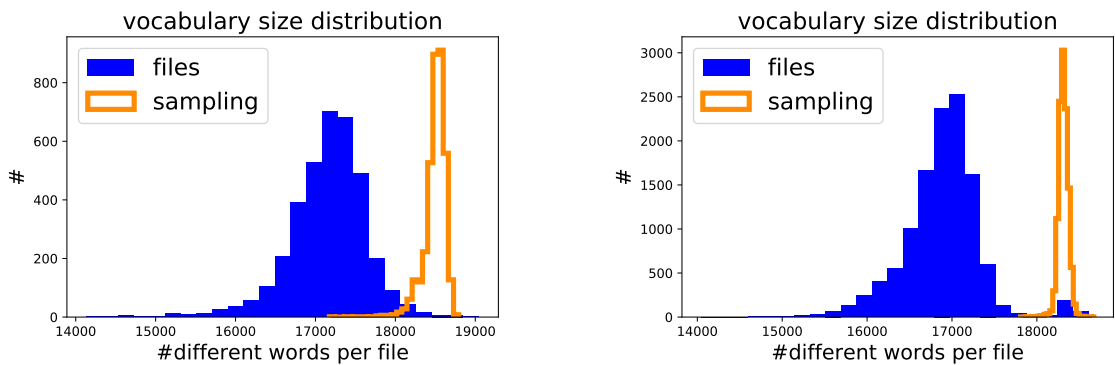 vocabulary size distribution
files
sampling
#
800
600
400
200
0
14000 15000 16000 17000 18000 19000
#different words per file
vocabulary size distribution
files
sampling
#
3000
2500
2000
1500
1000
500
0
14000 15000 16000 17000 18000
#different words per file